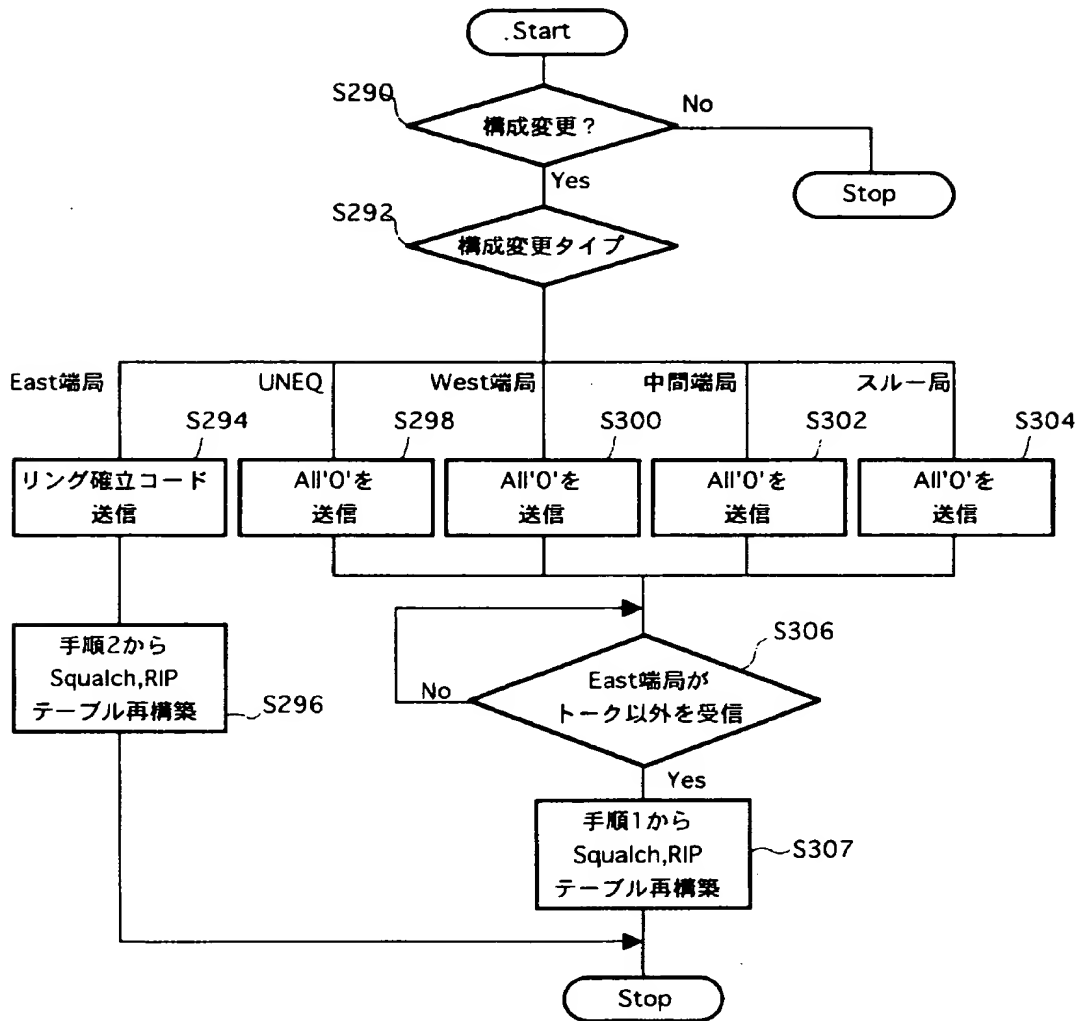 .Start
S290
構成変更？
No
Stop
Yes
S292
構成変更タイプ
East端局
UNEQ
West端局
中間端局
スルー局
S294
S298
S300
S302
S304
リング確立コード
送信
All'0'を
送信
All'0'を
送信
All'0'を
送信
All'0'を
送信
手順2から
Squalch,RIP
テーブル再構築
S296
S306
East端局が
トーク以外を受信
No
Yes
手順1から
Squalch,RIP
テーブル再構築
S307
Stop